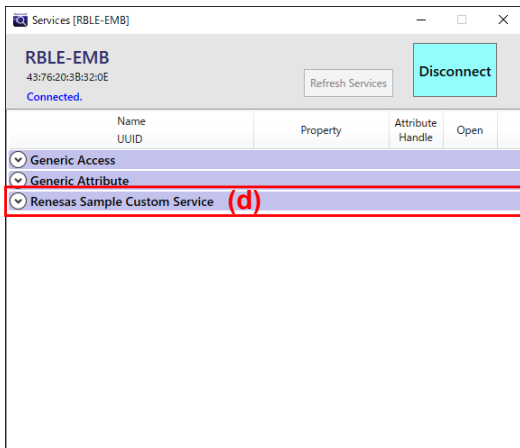 Services [RBLE-EMB]
RBLE-EMB
43:76:20:3B:32:0E
Connected.
Refresh Services
Disconnect
Name
UUID
Property
Attribute
Handle
Open
Generic Access
Generic Attribute
Renesas Sample Custom Service (d)